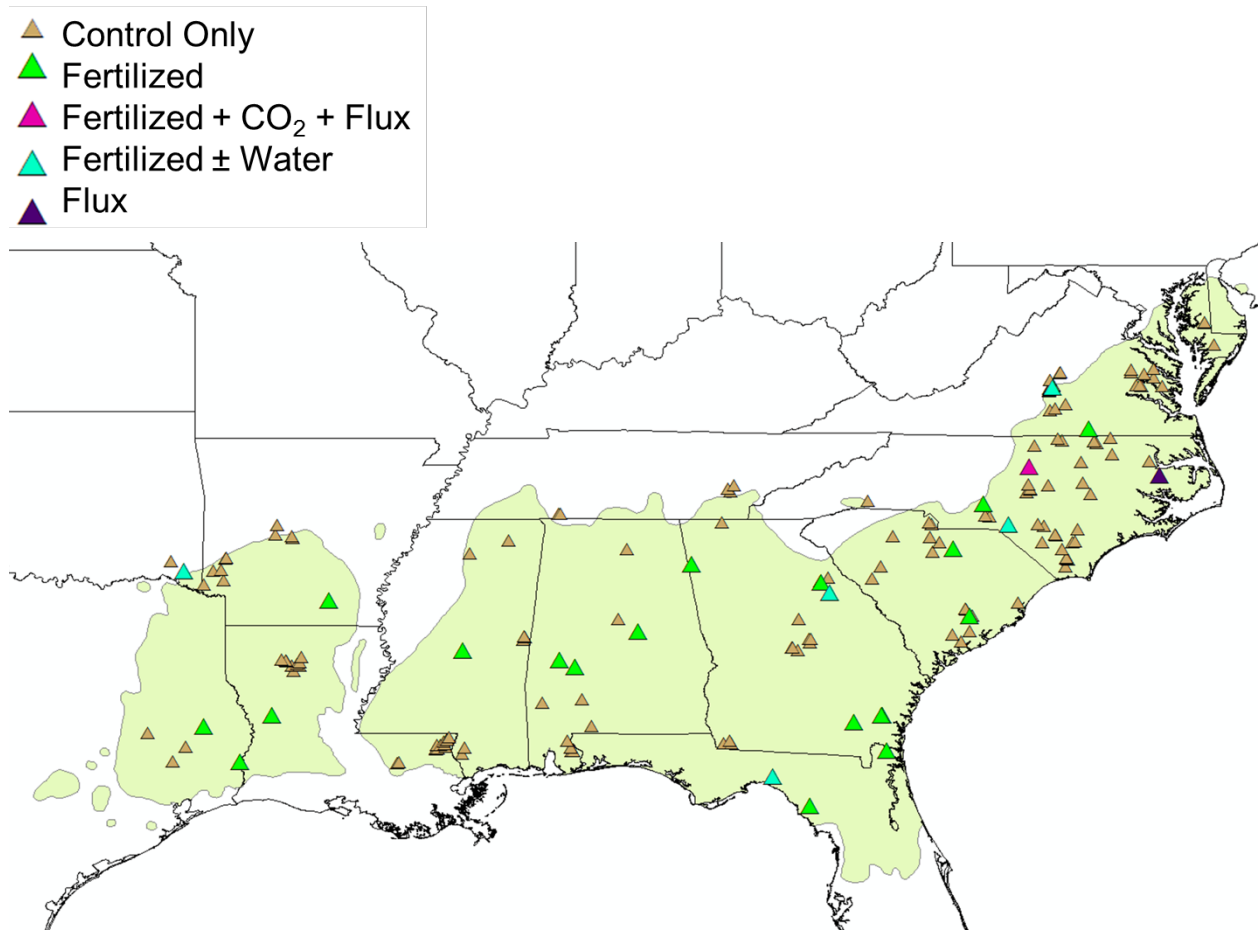 Control Only
Fertilized
Fertilized + CO₂ + Flux
Fertilized ± Water
Flux